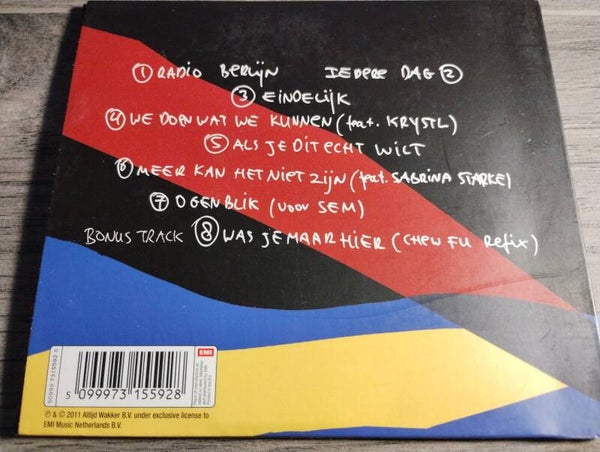 ① RADIO BERLIJN IEDERE DAG ②
③ EINDELIJK
④ WE DOEN WAT WE KUNNEN (feat. KRYSTL)
⑤ ALS JE DIT ECHT WILT
⑥ MEER KAN HET NIET ZIJN (feat. SABRINA STARKE)
⑦ OGENBLIK (VOOR SEM)
BONUS TRACK ⑧ WAS JE MAAR HIER (CHEW FU Refix)
EMI
5 099973 155928
℗ & © 2011 Altijd Wakker B.V. under exclusive license to
EMI Music Netherlands B.V.